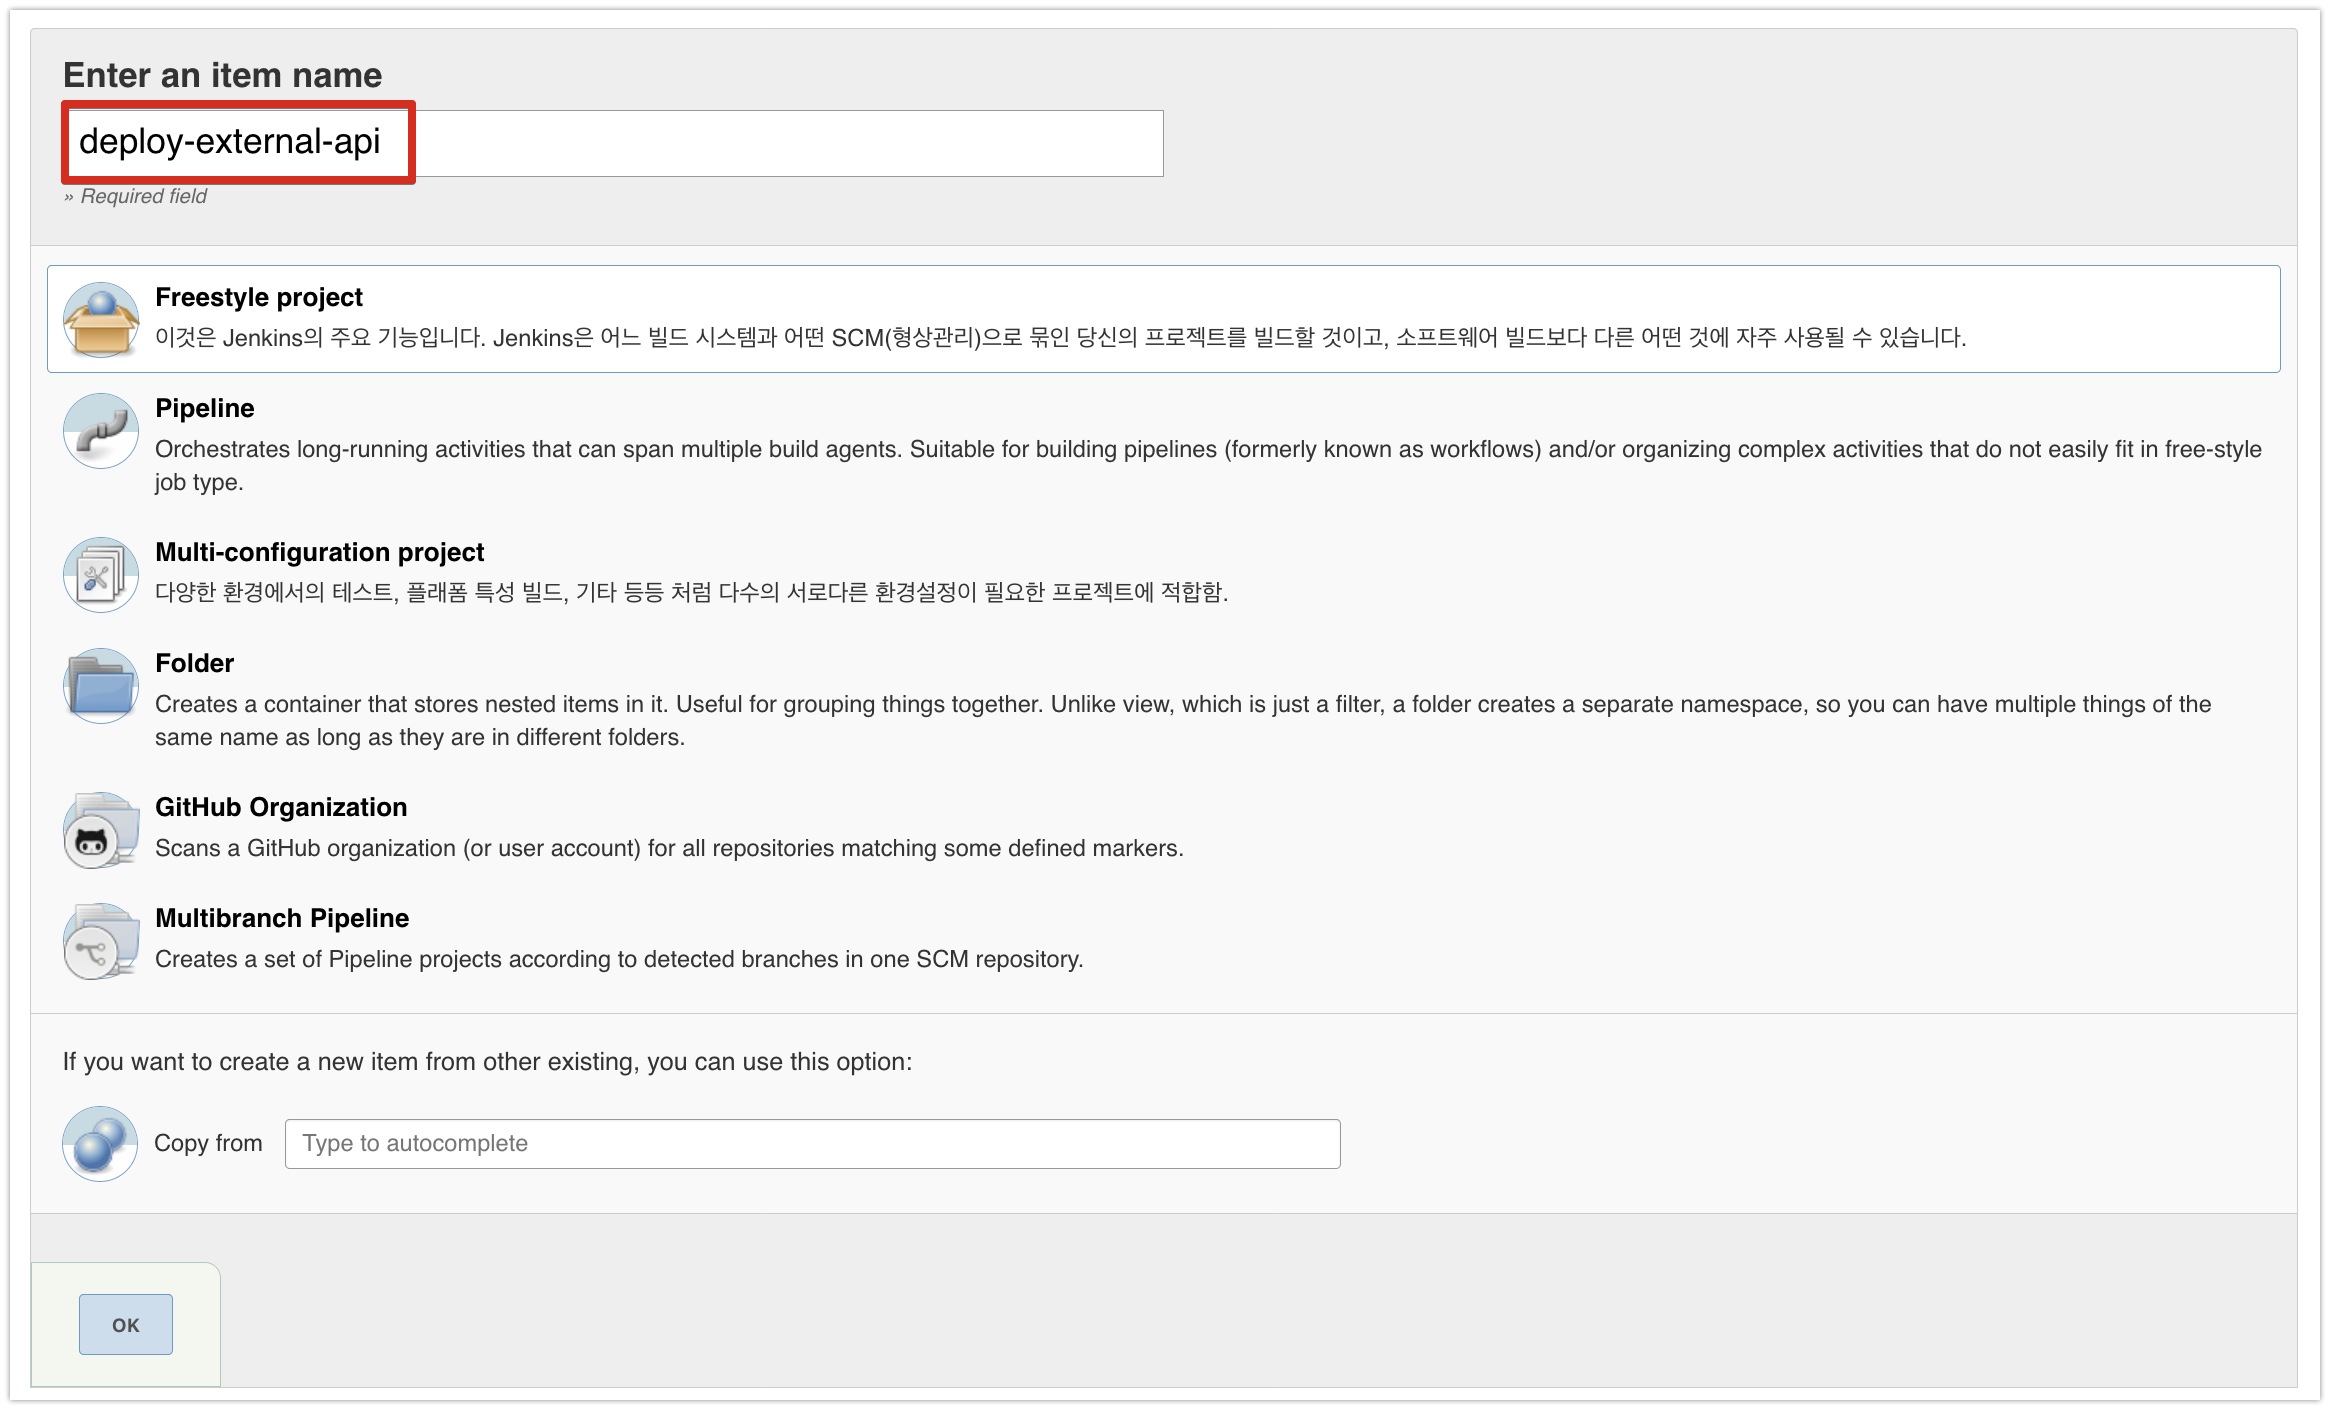 Enter an item name
deploy-external-api
» Required field
Freestyle project
이것은 Jenkins의 주요 기능입니다. Jenkins은 어느 빌드 시스템과 어떤 SCM(형상관리)으로 묶인 당신의 프로젝트를 빌드할 것이고, 소프트웨어 빌드보다 다른 어떤 것에 자주 사용될 수 있습니다.
Pipeline
Orchestrates long-running activities that can span multiple build agents. Suitable for building pipelines (formerly known as workflows) and/or organizing complex activities that do not easily fit in free-style
job type.
Multi-configuration project
다양한 환경에서의 테스트, 플래폼 특성 빌드, 기타 등등 처럼 다수의 서로다른 환경설정이 필요한 프로젝트에 적합함.
Folder
Creates a container that stores nested items in it. Useful for grouping things together. Unlike view, which is just a filter, a folder creates a separate namespace, so you can have multiple things of the
same name as long as they are in different folders.
GitHub Organization
Scans a GitHub organization (or user account) for all repositories matching some defined markers.
Multibranch Pipeline
Creates a set of Pipeline projects according to detected branches in one SCM repository.
If you want to create a new item from other existing, you can use this option:
Copy from
Type to autocomplete
OK